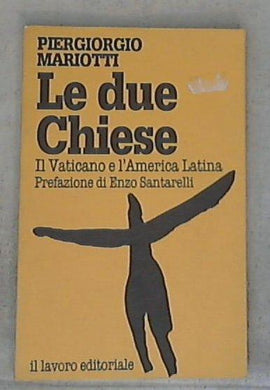 PIERGIORGIO
MARIOTTI
Le due
Chiese
Il Vaticano e l'America Latina
Prefazione di Enzo Santarelli
il lavoro editoriale